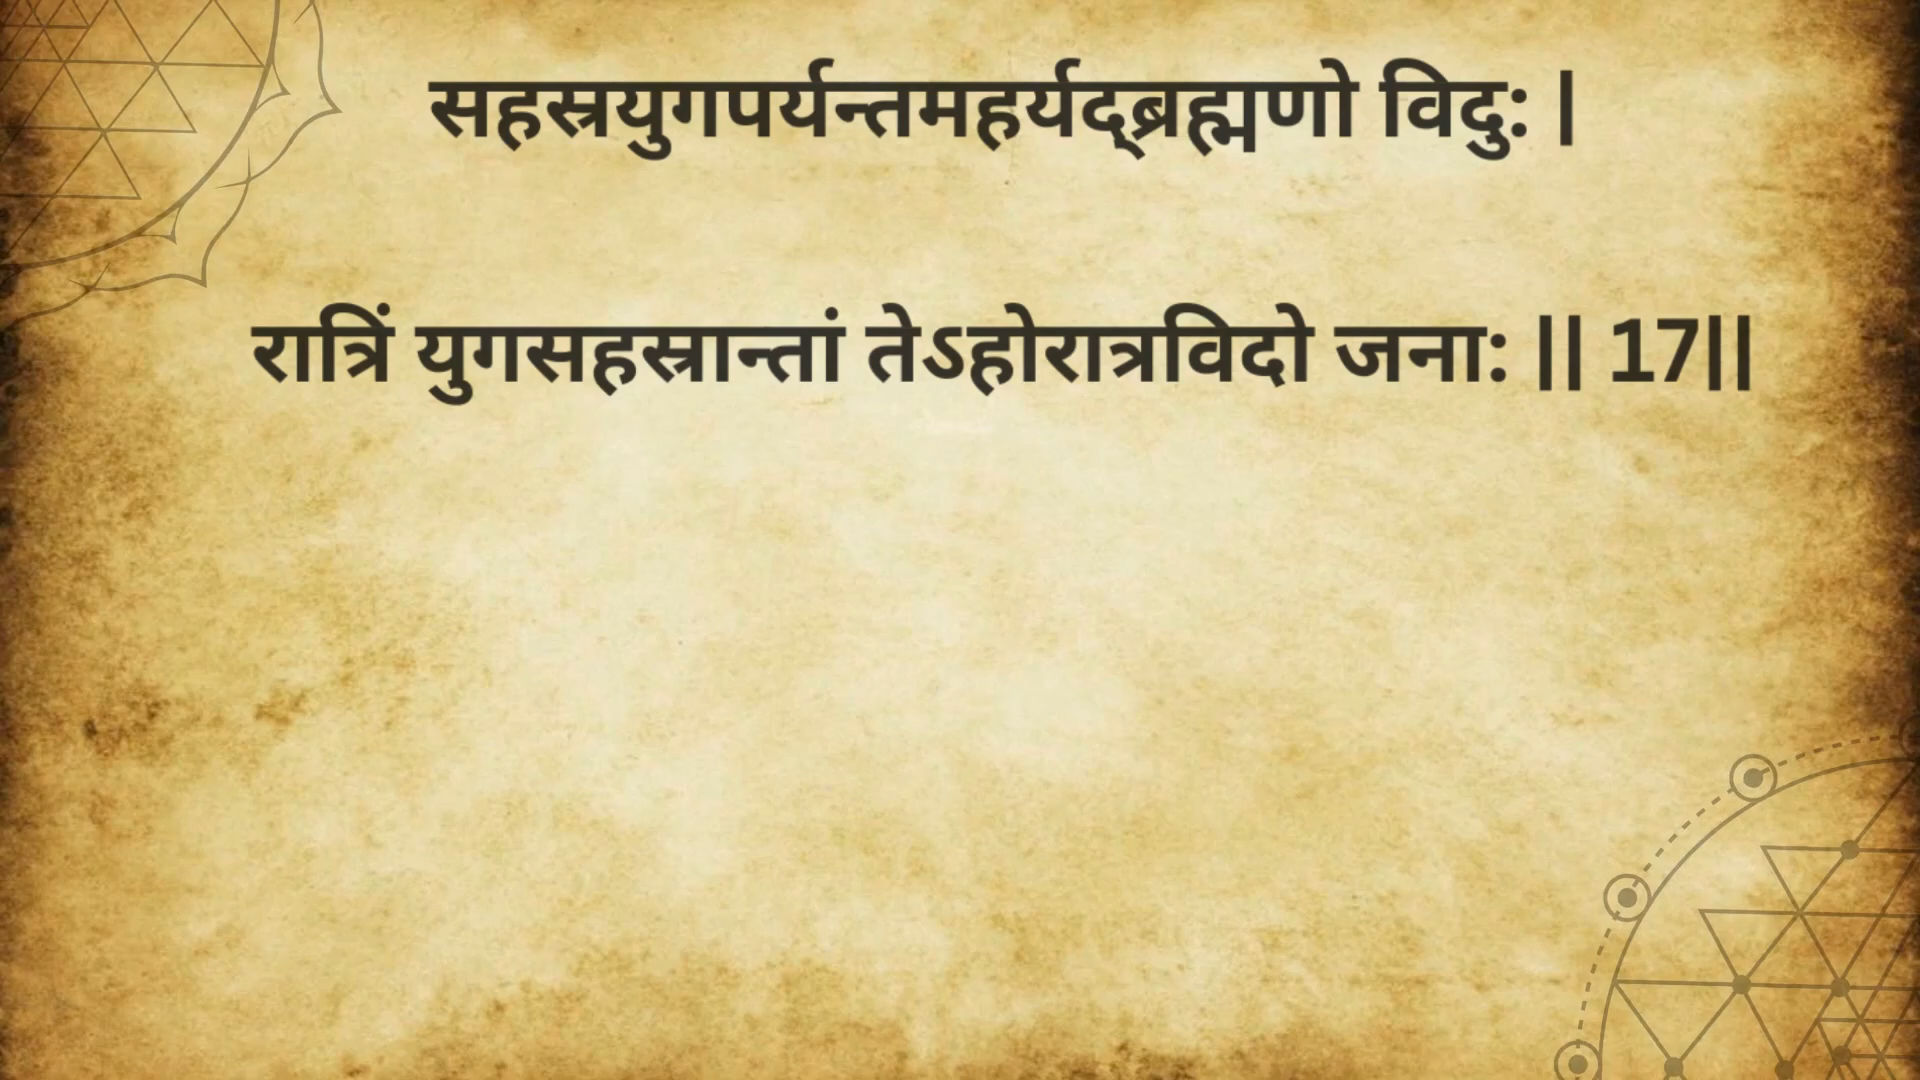 सहस्रयुगपर्यन्तमहर्यद्ब्रह्मणो विदु: |
रात्रिं युगसहस्रान्तां तेऽहोरात्रविदो जना: || 17||